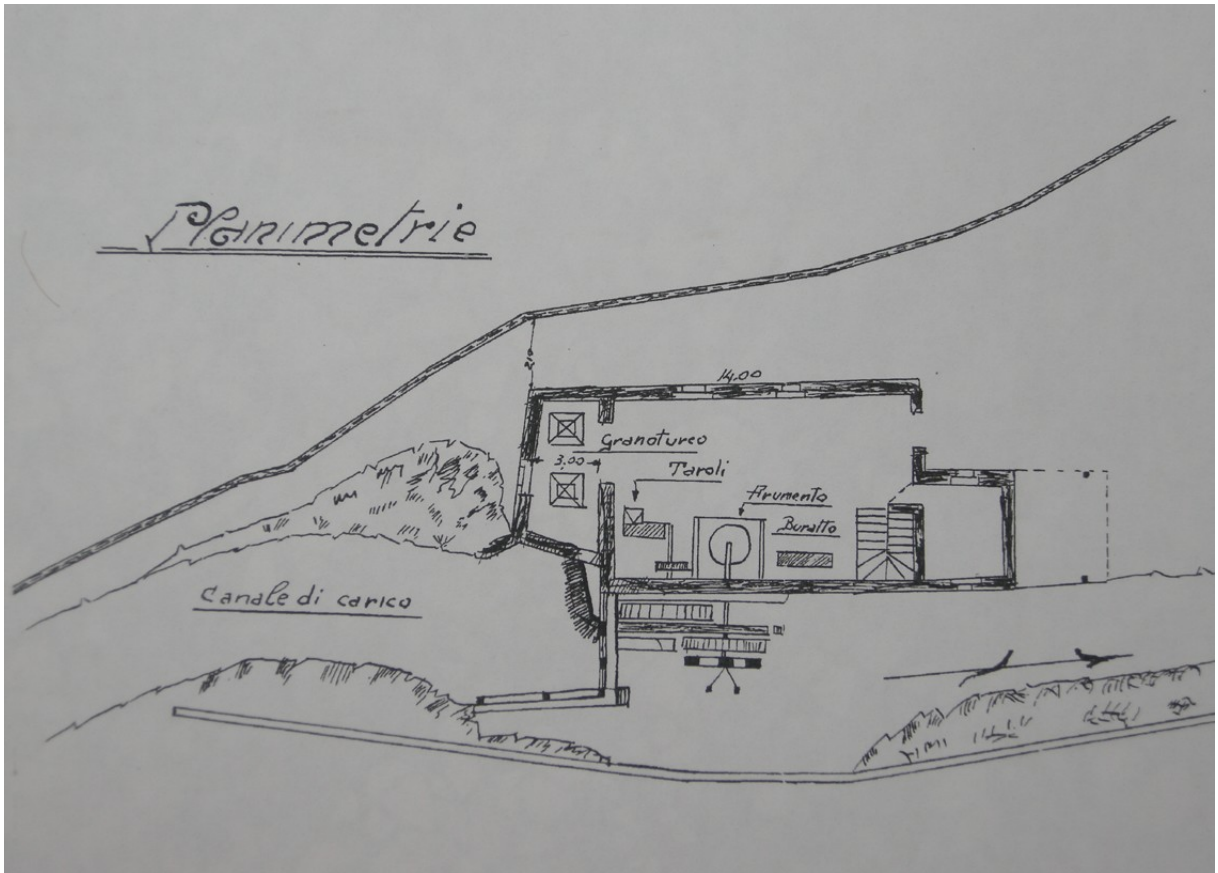 Planimetrie
14.00
Granoturco
3,00
Taroli
Frumento
Buratto
Canale di carico